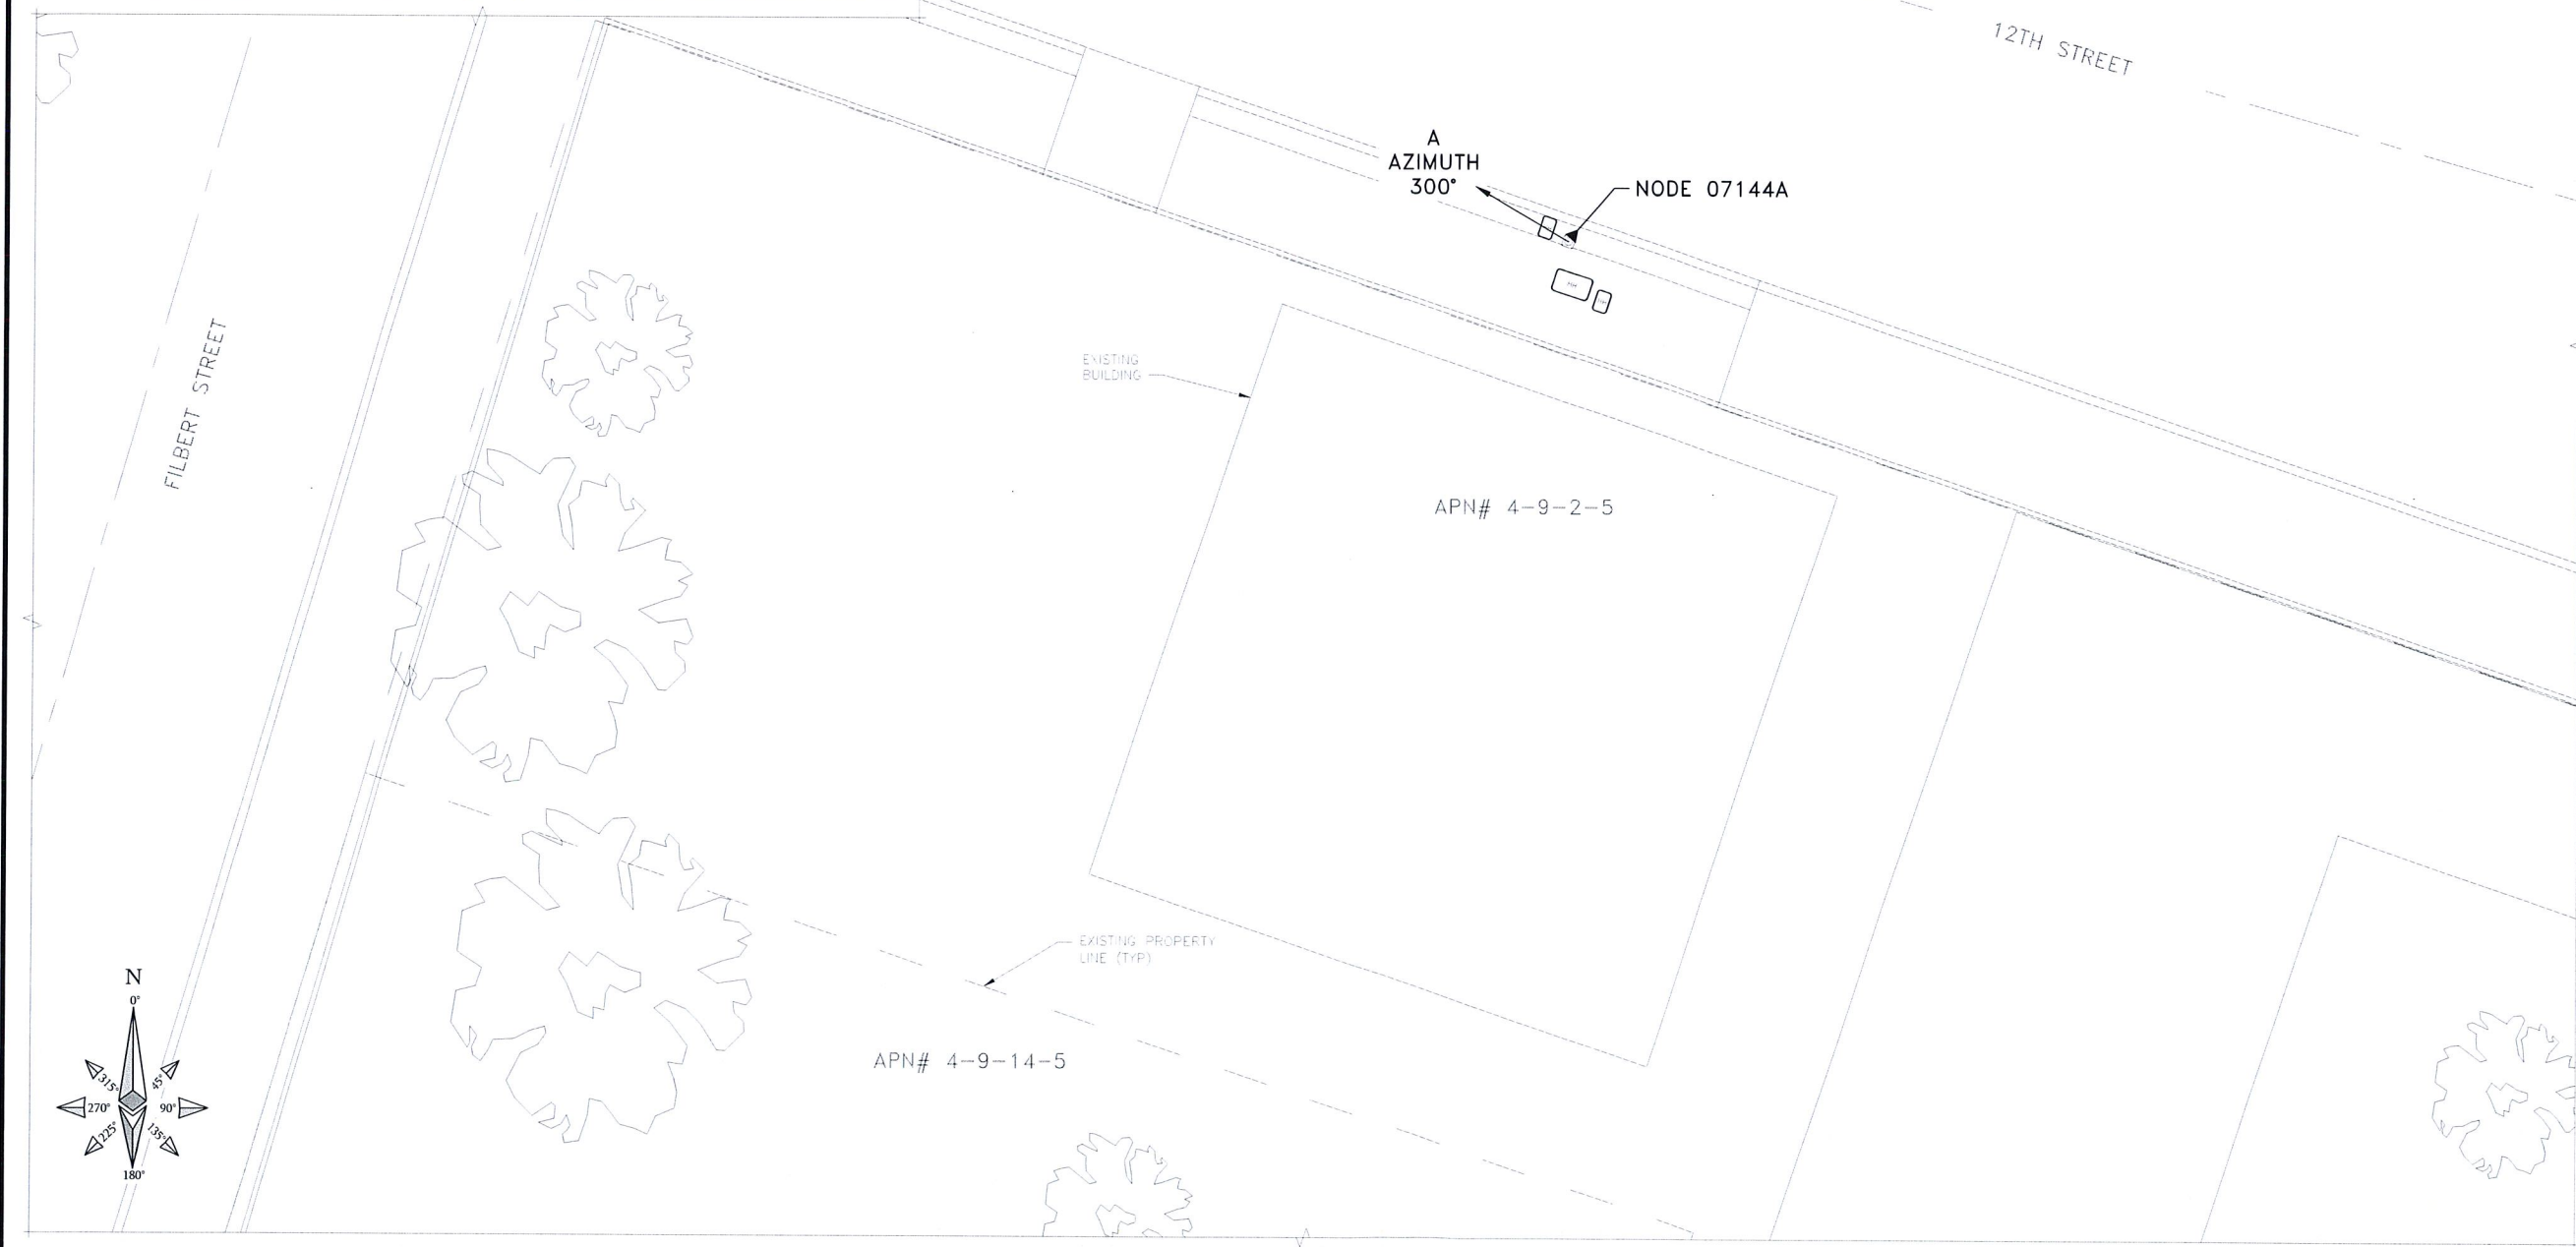 12TH STREET
A
AZIMUTH
300°
NODE 07144A
FILBERT STREET
EXISTING
BUILDING
APN# 4-9-2-5
EXISTING PROPERTY
LINE (TYP)
APN# 4-9-14-5
N
0°
315°
45°
270°
90°
225°
135°
180°